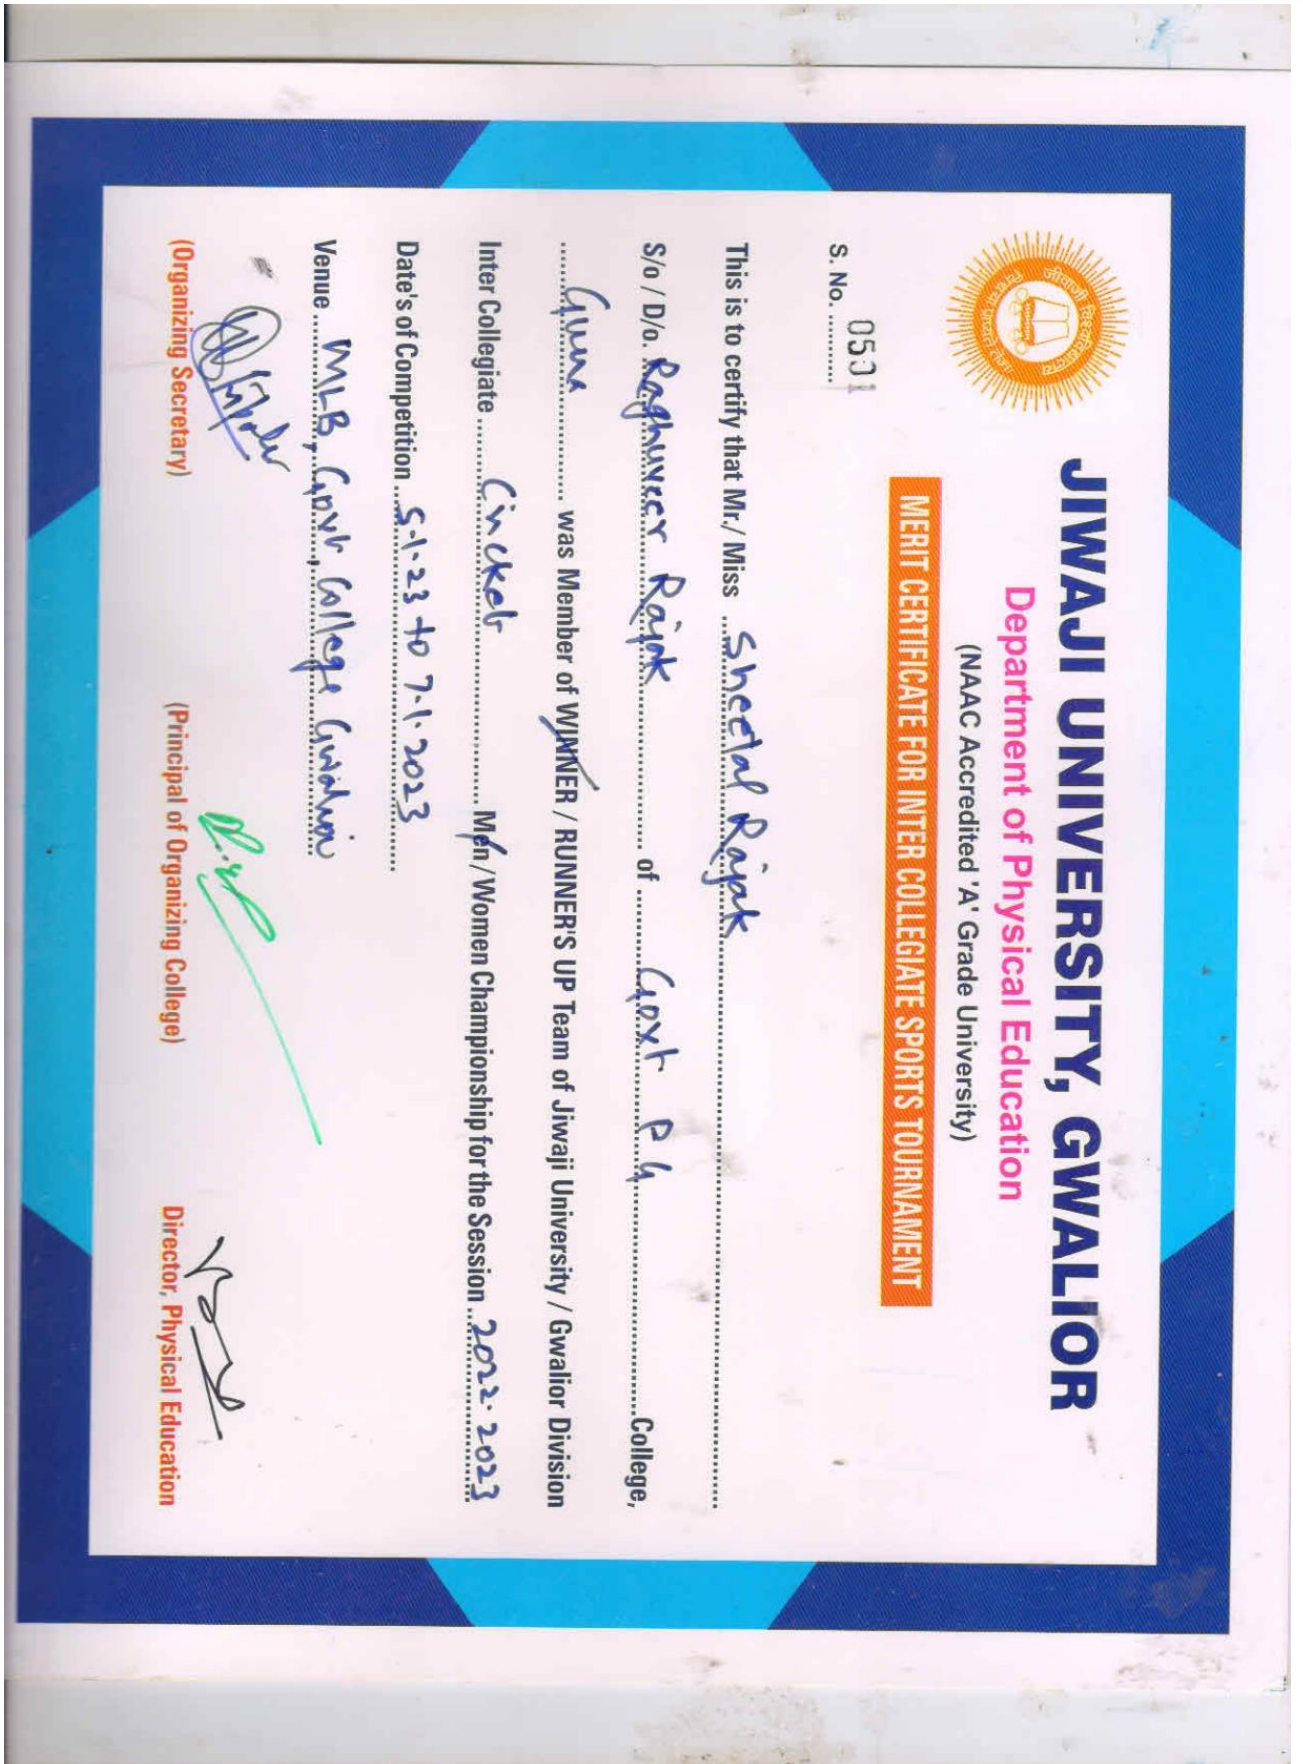 JIWAJI UNIVERSITY, GWALIOR
Department of Physical Education
(NAAC Accredited 'A' Grade University)
MERIT CERTIFICATE FOR INTER COLLEGIATE SPORTS TOURNAMENT
S. No. 0531
This is to certify that Mr./ Miss Sheetal Rajak
S/o / D/o. Raghuveer Rajak of Govt PG College,
Guna was Member of WINNER / RUNNER'S UP Team of Jiwaji University / Gwalior Division
Inter Collegiate Cricket Men/Women Championship for the Session 2022-2023
Date's of Competition 5-1-23 to 7-1-2023
Venue MLB, Govt College Gwalior
(Organizing Secretary) (Principal of Organizing College) Director, Physical Education